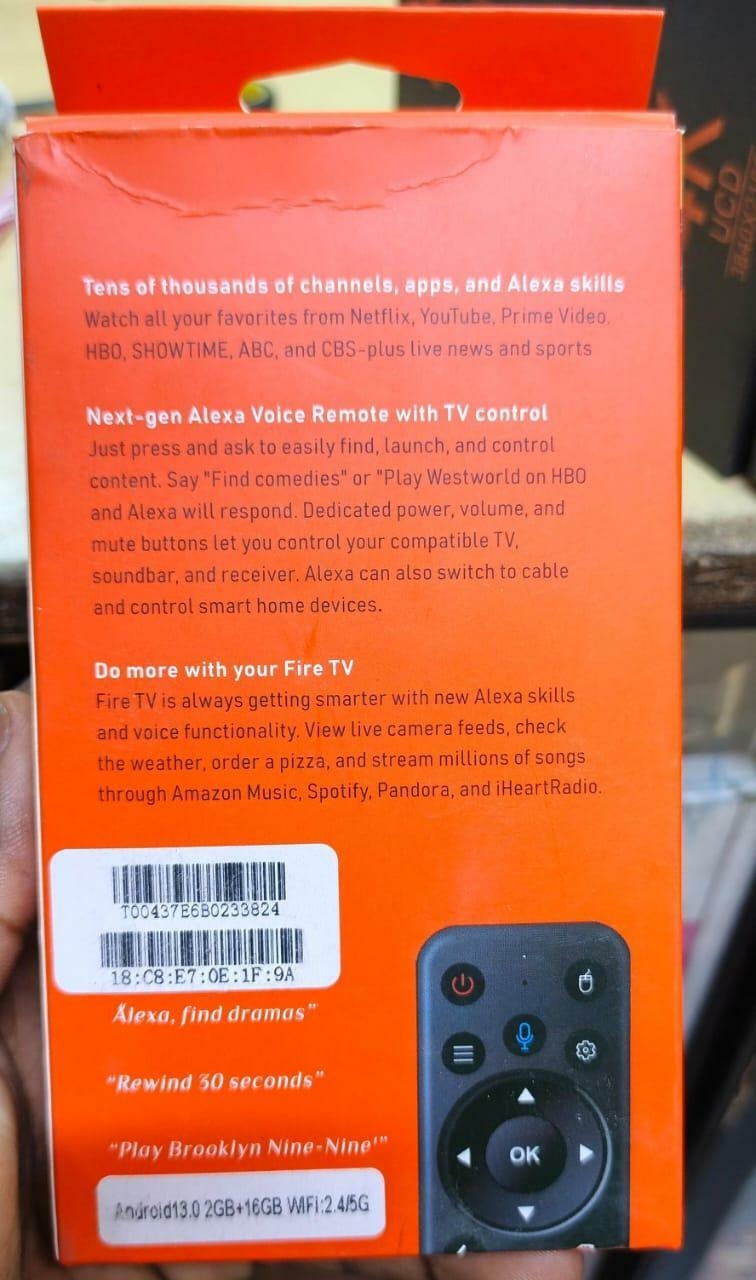 Tens of thousands of channels, apps, and Alexa skills
Watch all your favorites from Netflix, YouTube, Prime Video,
HBO, SHOWTIME, ABC, and CBS-plus live news and sports
Next-gen Alexa Voice Remote with TV control
Just press and ask to easily find, launch, and control
content. Say "Find comedies" or "Play Westworld on HBO
and Alexa will respond. Dedicated power, volume, and
mute buttons let you control your compatible TV,
soundbar, and receiver. Alexa can also switch to cable
and control smart home devices.
Do more with your Fire TV
Fire TV is always getting smarter with new Alexa skills
and voice functionality. View live camera feeds, check
the weather, order a pizza, and stream millions of songs
through Amazon Music, Spotify, Pandora, and iHeartRadio.
T00437E6B0233824
18:C8:E7:0E:1F:9A
Alexa, find dramas"
"Rewind 30 seconds"
"Play Brooklyn Nine-Nine'"
Android13.0 2GB+16GB WIFI:2.4/5G
OK
UCD